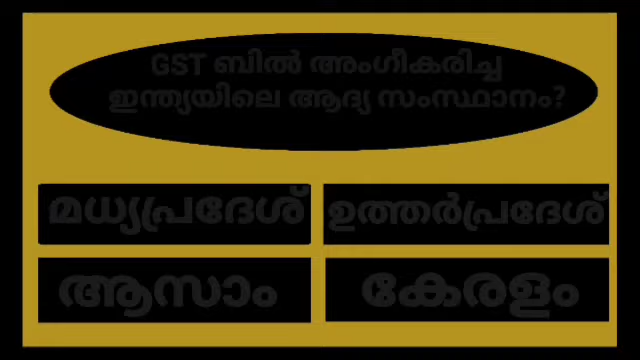 GST ബിൽ അംഗീകരിച്ച
ഇന്ത്യയിലെ ആദ്യ സംസ്ഥാനം?
മധ്യപ്രദേശ്
ഉത്തർപ്രദേശ്
ആസാം
കേരളം